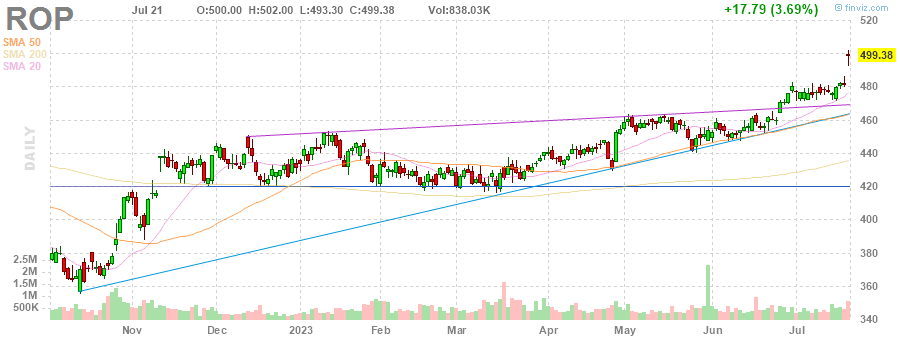 ROP Jul 21 O:500.00 H:502.00 L:493.30 C:499.38 Vol:838.03K +17.79 (3.69%) finviz.com
SMA 50
SMA 200
SMA 20
DAILY
520
499.38
480
460
440
420
400
380
360
340
2.5M
2M
1.5M
1M
500K
Nov Dec 2023 Feb Mar Apr May Jun Jul